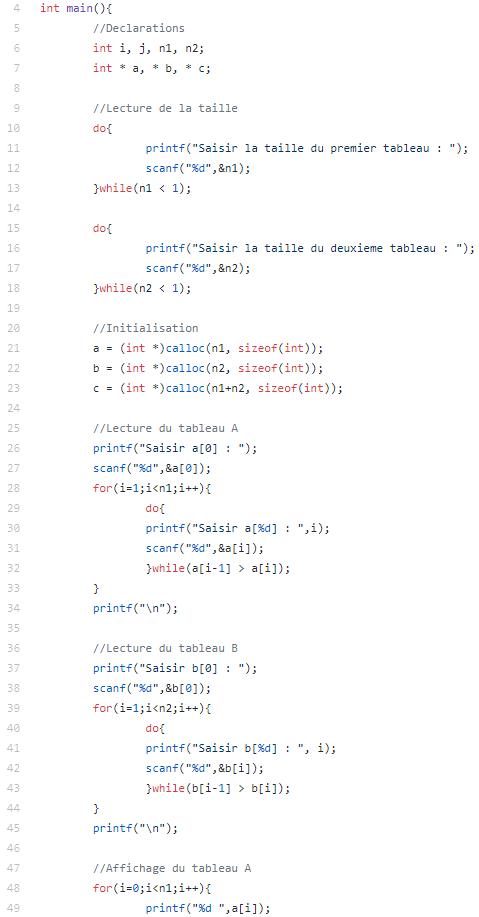 4 int main(){
5 //Declarations
6 int i, j, n1, n2;
7 int * a, * b, * c;
8
9 //Lecture de la taille
10 do{
11 printf("Saisir la taille du premier tableau : ");
12 scanf("%d",&n1);
13 }while(n1 < 1);
14
15 do{
16 printf("Saisir la taille du deuxieme tableau : ");
17 scanf("%d",&n2);
18 }while(n2 < 1);
19
20 //Initialisation
21 a = (int *)calloc(n1, sizeof(int));
22 b = (int *)calloc(n2, sizeof(int));
23 c = (int *)calloc(n1+n2, sizeof(int));
24
25 //Lecture du tableau A
26 printf("Saisir a[0] : ");
27 scanf("%d",&a[0]);
28 for(i=1;i<n1;i++){
29 do{
30 printf("Saisir a[%d] : ",i);
31 scanf("%d",&a[i]);
32 }while(a[i-1] > a[i]);
33 }
34 printf("\n");
35
36 //Lecture du tableau B
37 printf("Saisir b[0] : ");
38 scanf("%d",&b[0]);
39 for(i=1;i<n2;i++){
40 do{
41 printf("Saisir b[%d] : ", i);
42 scanf("%d",&b[i]);
43 }while(b[i-1] > b[i]);
44 }
45 printf("\n");
46
47 //Affichage du tableau A
48 for(i=0;i<n1;i++){
49 printf("%d ",a[i]);